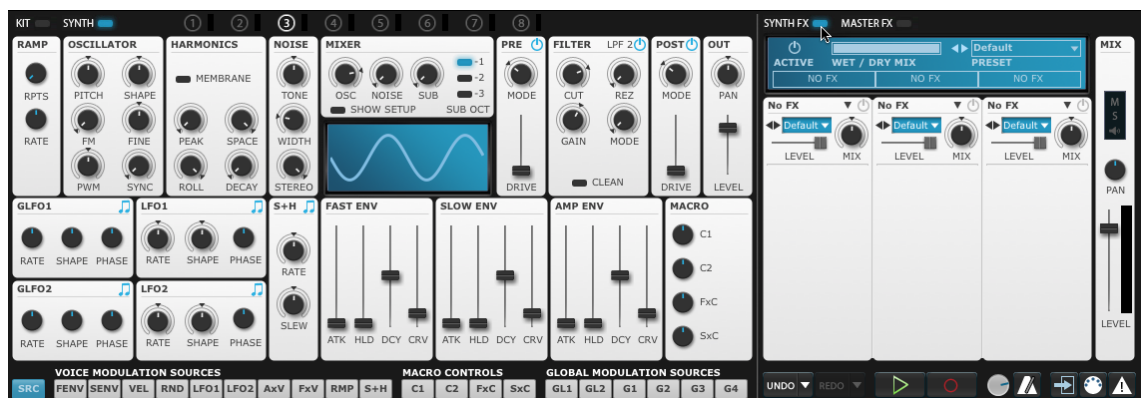 KIT SYNTH 1 2 3 4 5 6 7 8 SYNTH FX MASTER FX
RAMP OSCILLATOR HARMONICS NOISE MIXER PRE FILTER LPF 2 POST OUT
RPTS PITCH SHAPE MEMBRANE TONE OSC NOISE SUB -1 -2 -3 MODE CUT REZ MODE PAN
SHOW SETUP SUB OCT
RATE FM FINE PEAK SPACE WIDTH GAIN MODE
PWM SYNC ROLL DECAY STEREO DRIVE CLEAN DRIVE LEVEL
GLFO1 LFO1 S+H FAST ENV SLOW ENV AMP ENV MACRO
RATE SHAPE PHASE RATE SHAPE PHASE RATE C1
C2
GLFO2 LFO2 FxC
RATE SHAPE PHASE RATE SHAPE PHASE SLEW SxC
ATK HLD DCY CRV ATK HLD DCY CRV ATK HLD DCY CRV
VOICE MODULATION SOURCES MACRO CONTROLS GLOBAL MODULATION SOURCES
SRC FENV SENV VEL RND LFO1 LFO2 AxV FxV RMP S+H C1 C2 FxC SxC GL1 GL2 G1 G2 G3 G4
Default
ACTIVE WET / DRY MIX PRESET
NO FX NO FX NO FX
No FX No FX No FX
Default Default Default
LEVEL MIX LEVEL MIX LEVEL MIX
MIX
M
S
PAN
LEVEL
UNDO REDO